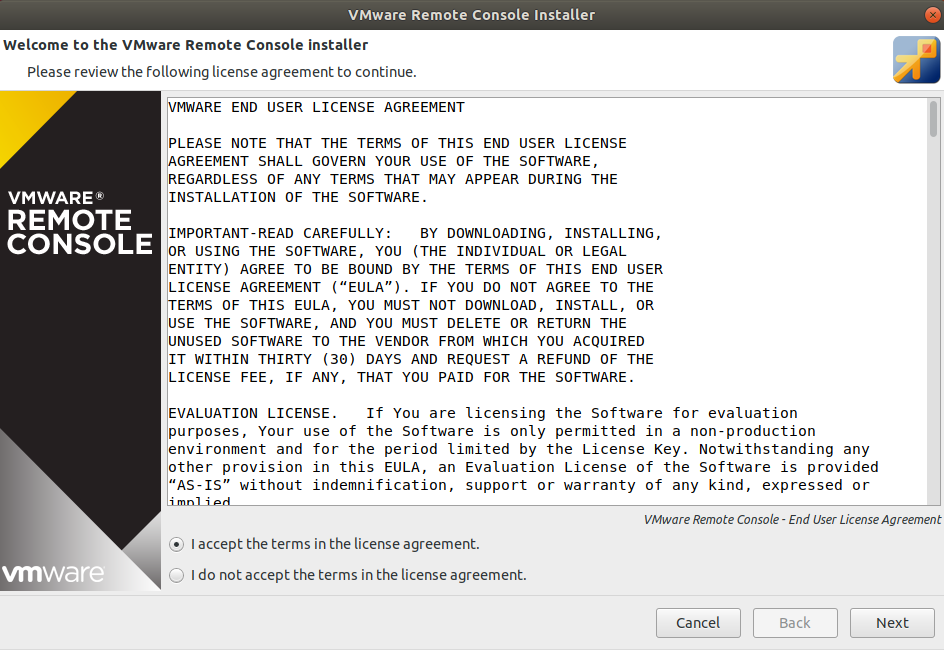 VMware Remote Console Installer
Welcome to the VMware Remote Console installer
Please review the following license agreement to continue.
VMWARE®
REMOTE
CONSOLE
vmware
VMWARE END USER LICENSE AGREEMENT
PLEASE NOTE THAT THE TERMS OF THIS END USER LICENSE
AGREEMENT SHALL GOVERN YOUR USE OF THE SOFTWARE,
REGARDLESS OF ANY TERMS THAT MAY APPEAR DURING THE
INSTALLATION OF THE SOFTWARE.
IMPORTANT-READ CAREFULLY:   BY DOWNLOADING, INSTALLING,
OR USING THE SOFTWARE, YOU (THE INDIVIDUAL OR LEGAL
ENTITY) AGREE TO BE BOUND BY THE TERMS OF THIS END USER
LICENSE AGREEMENT (“EULA”). IF YOU DO NOT AGREE TO THE
TERMS OF THIS EULA, YOU MUST NOT DOWNLOAD, INSTALL, OR
USE THE SOFTWARE, AND YOU MUST DELETE OR RETURN THE
UNUSED SOFTWARE TO THE VENDOR FROM WHICH YOU ACQUIRED
IT WITHIN THIRTY (30) DAYS AND REQUEST A REFUND OF THE
LICENSE FEE, IF ANY, THAT YOU PAID FOR THE SOFTWARE.
EVALUATION LICENSE.   If You are licensing the Software for evaluation
purposes, Your use of the Software is only permitted in a non-production
environment and for the period limited by the License Key. Notwithstanding any
other provision in this EULA, an Evaluation License of the Software is provided
“AS-IS” without indemnification, support or warranty of any kind, expressed or
implied.
VMware Remote Console - End User License Agreement
I accept the terms in the license agreement.
I do not accept the terms in the license agreement.
Cancel
Back
Next